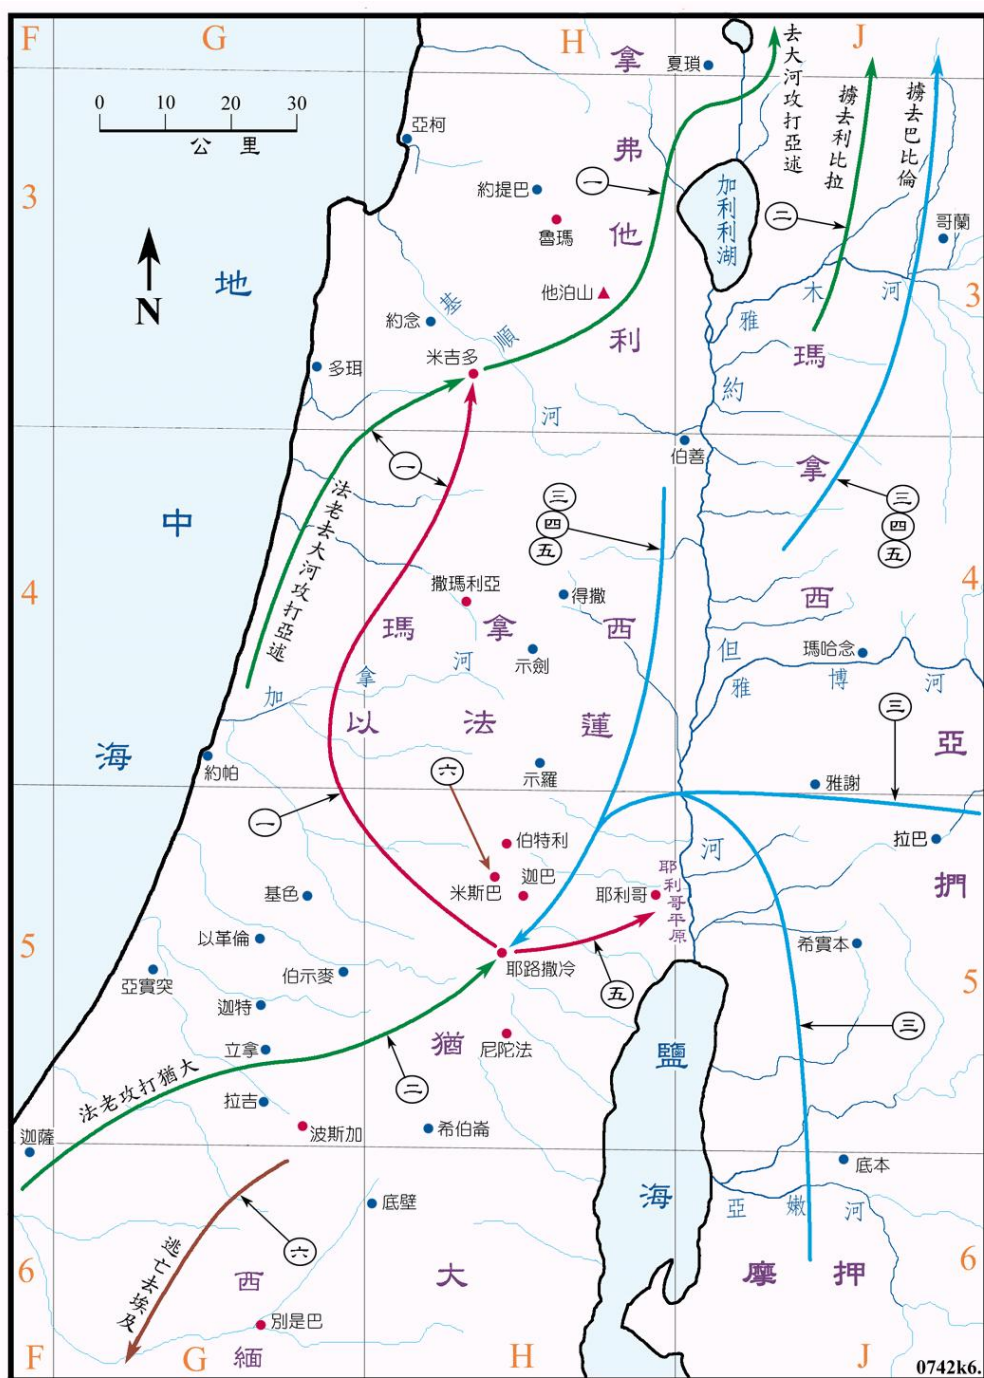 F
G
H
J
拿
夏瑣
去大河攻打亞述
擄去利比拉
擄去巴比倫
0 10 20 30
公里
亞柯
弗
一
約提巴
魯瑪
3
加利利湖
二
哥蘭
他
他泊山
地
N
基
順
河
約念
利
雅
木
河
3
瑪
米吉多
多珥
約
伯善
拿
一
法老去大河攻打亞述
三
四
五
三
四
五
中
4
撒瑪利亞
得撒
4
瑪
拿
西
西
示劍
但
瑪哈念
加
拿
河
雅
博
河
以
法
蓮
三
亞
海
約帕
六
示羅
雅謝
一
伯特利
河
拉巴
米斯巴
迦巴
耶利哥
耶利哥平原
捫
基色
5
以革倫
希實本
亞實突
伯示麥
耶路撒冷
五
5
迦特
三
立拿
猶
尼陀法
鹽
法老攻打猶大
二
拉吉
波斯加
希伯崙
迦薩
底本
底壁
海
亞
嫩
河
六
逃亡去埃及
6
西
大
摩
押
6
別是巴
緬
F
G
H
J
0742k6.